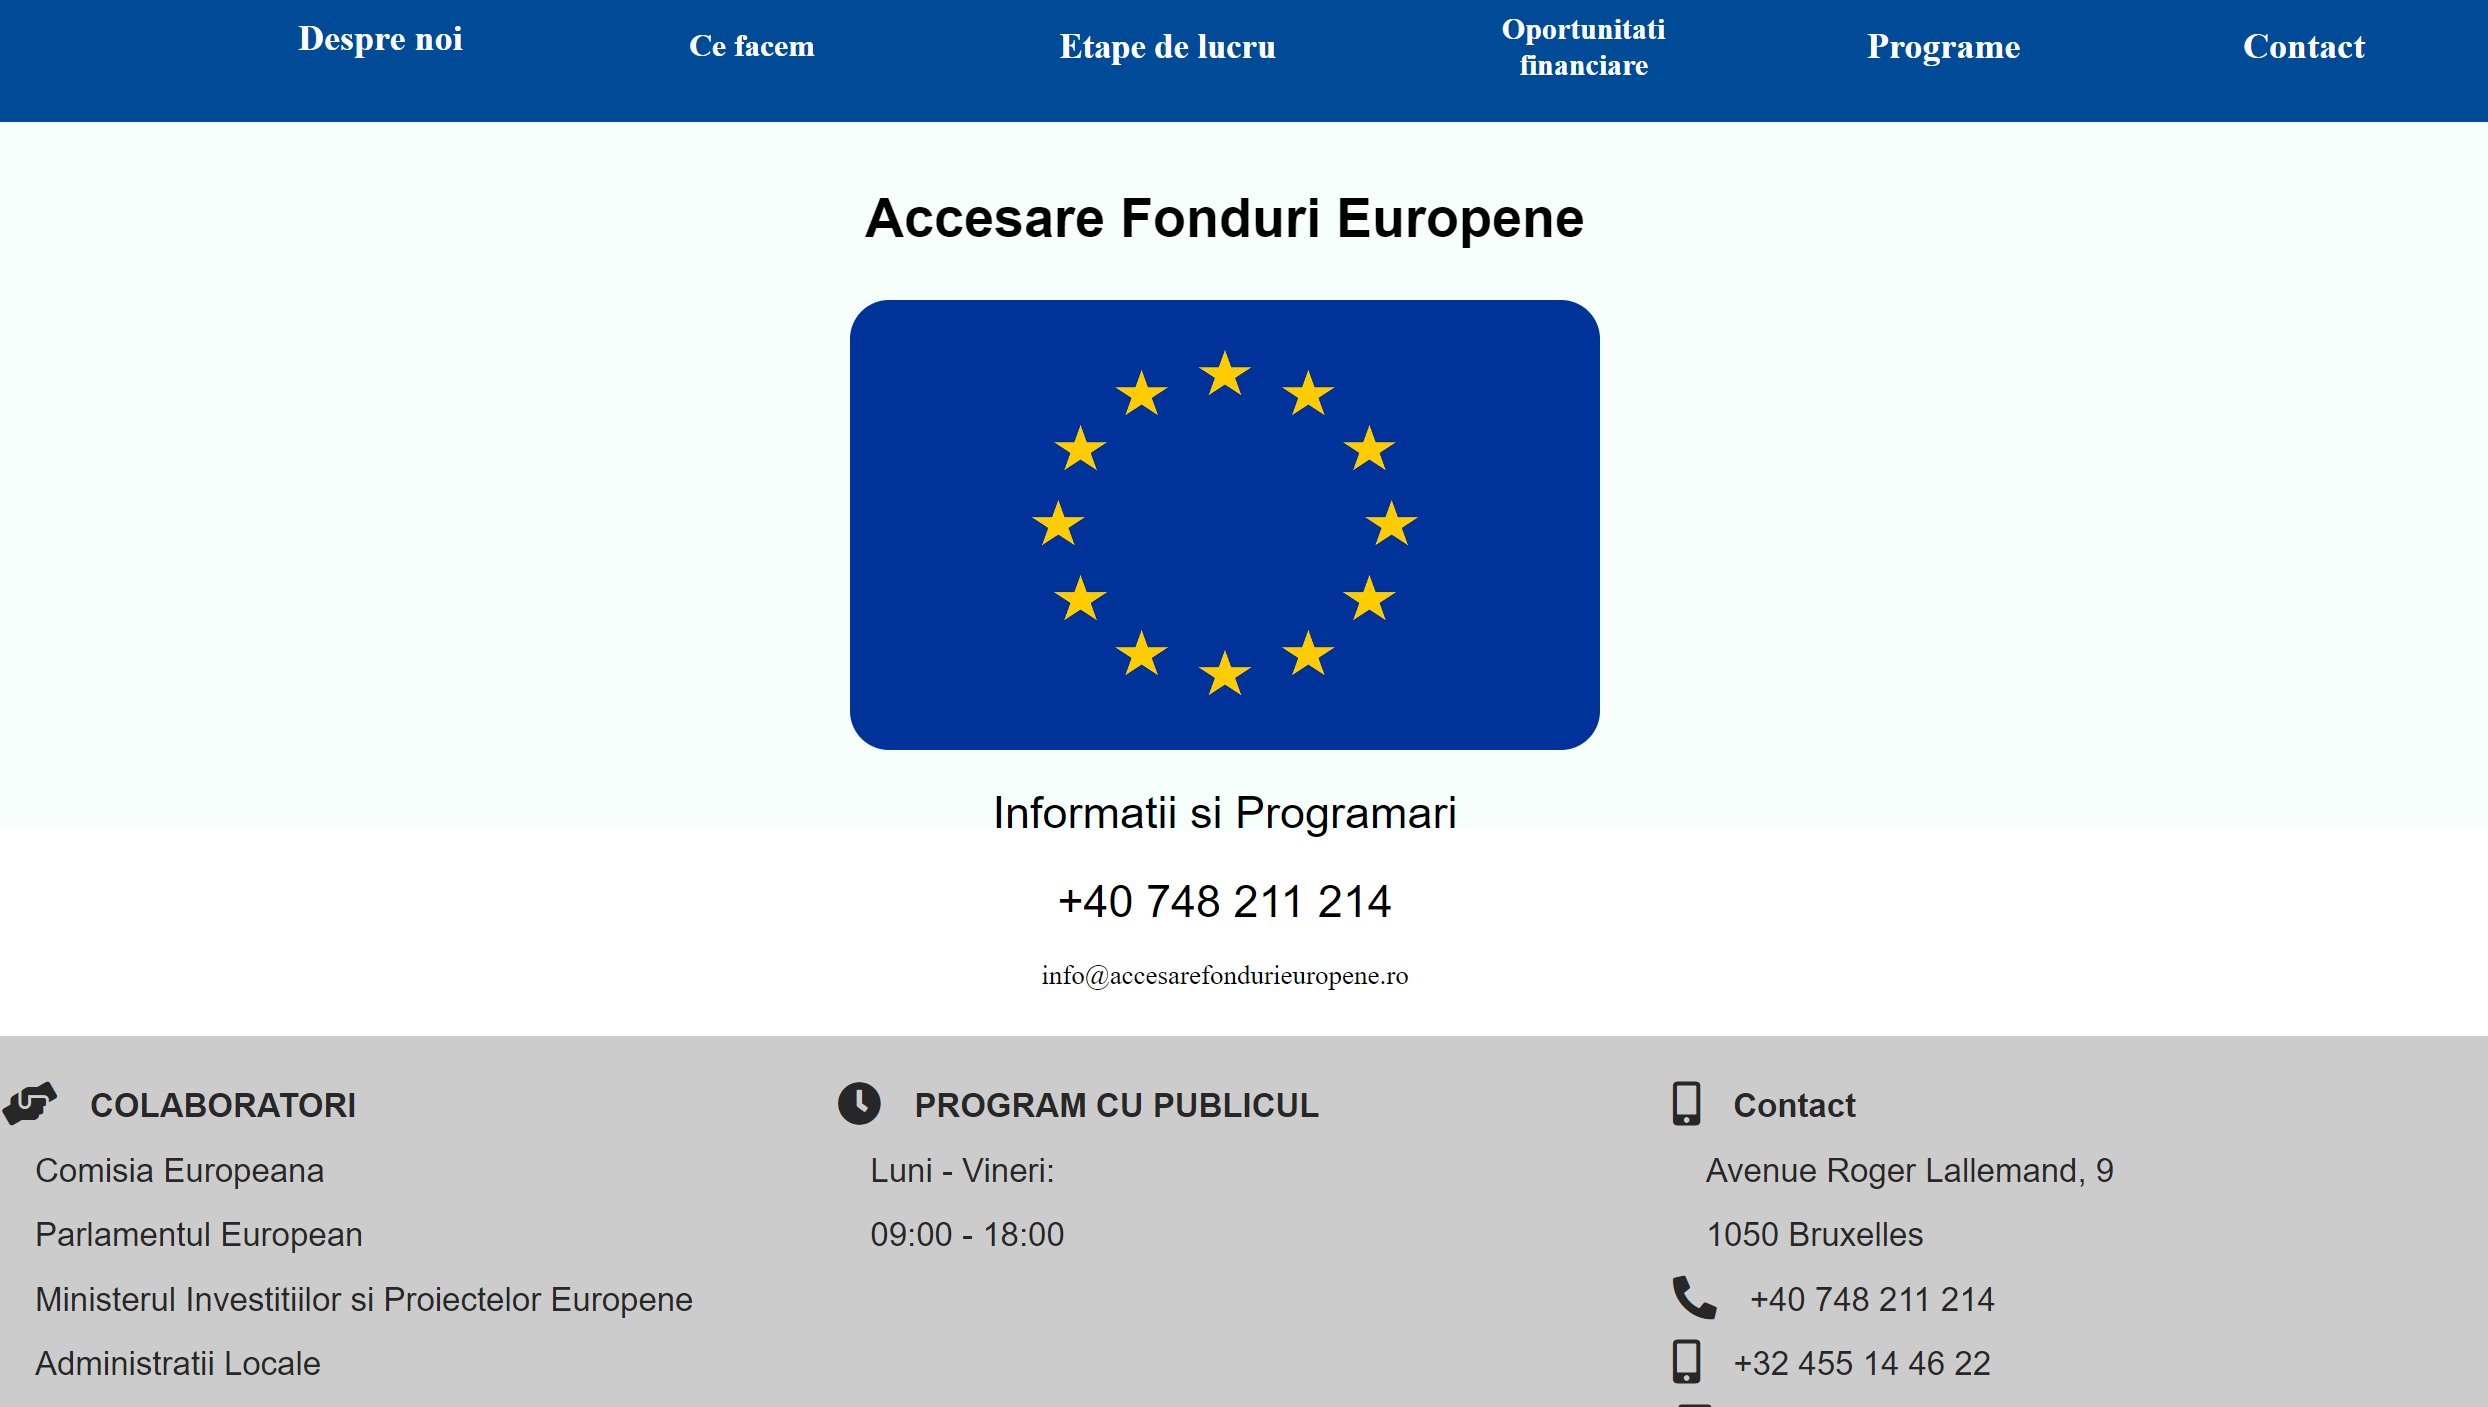 Despre noi
Ce facem
Etape de lucru
Oportunitati
financiare
Programe
Contact
Accesare Fonduri Europene
Informatii si Programari
+40 748 211 214
info@accesarefondurieuropene.ro
COLABORATORI
Comisia Europeana
Parlamentul European
Ministerul Investitiilor si Proiectelor Europene
Administratii Locale
PROGRAM CU PUBLICUL
Luni - Vineri:
09:00 - 18:00
Contact
Avenue Roger Lallemand, 9
1050 Bruxelles
+40 748 211 214
+32 455 14 46 22